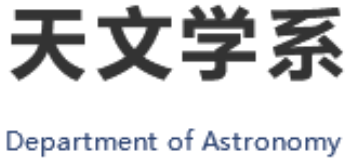 天文学系
Department of Astronomy